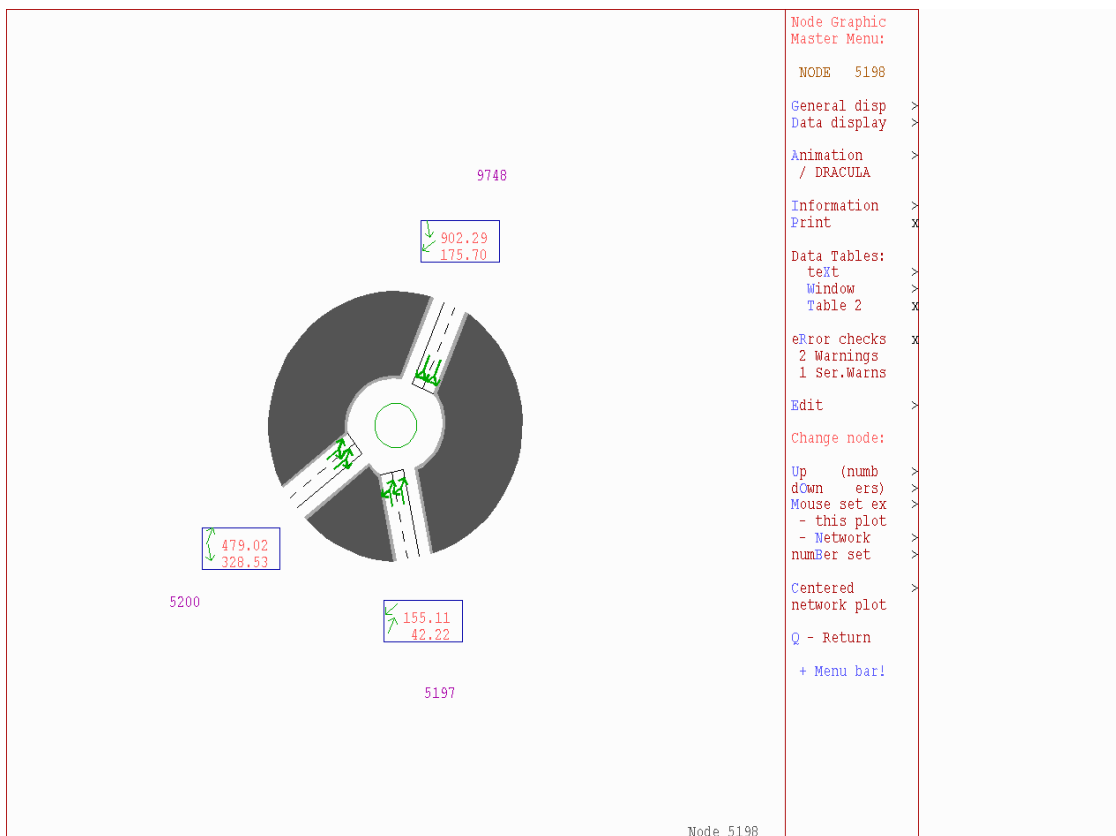 9748
902.29
175.70
479.02
328.53
5200
155.11
42.22
5197
Node 5198
Node Graphic
Master Menu:
NODE 5198
General disp >
Data display >
Animation >
/ DRACULA
Information >
Print x
Data Tables:
teXt >
Window >
Table 2 x
eRror checks x
2 Warnings
1 Ser.Warns
Edit >
Change node:
Up (numb >
dOwn ers) >
Mouse set ex >
- this plot
- Network >
numBer set >
Centered >
network plot
Q - Return
+ Menu bar!